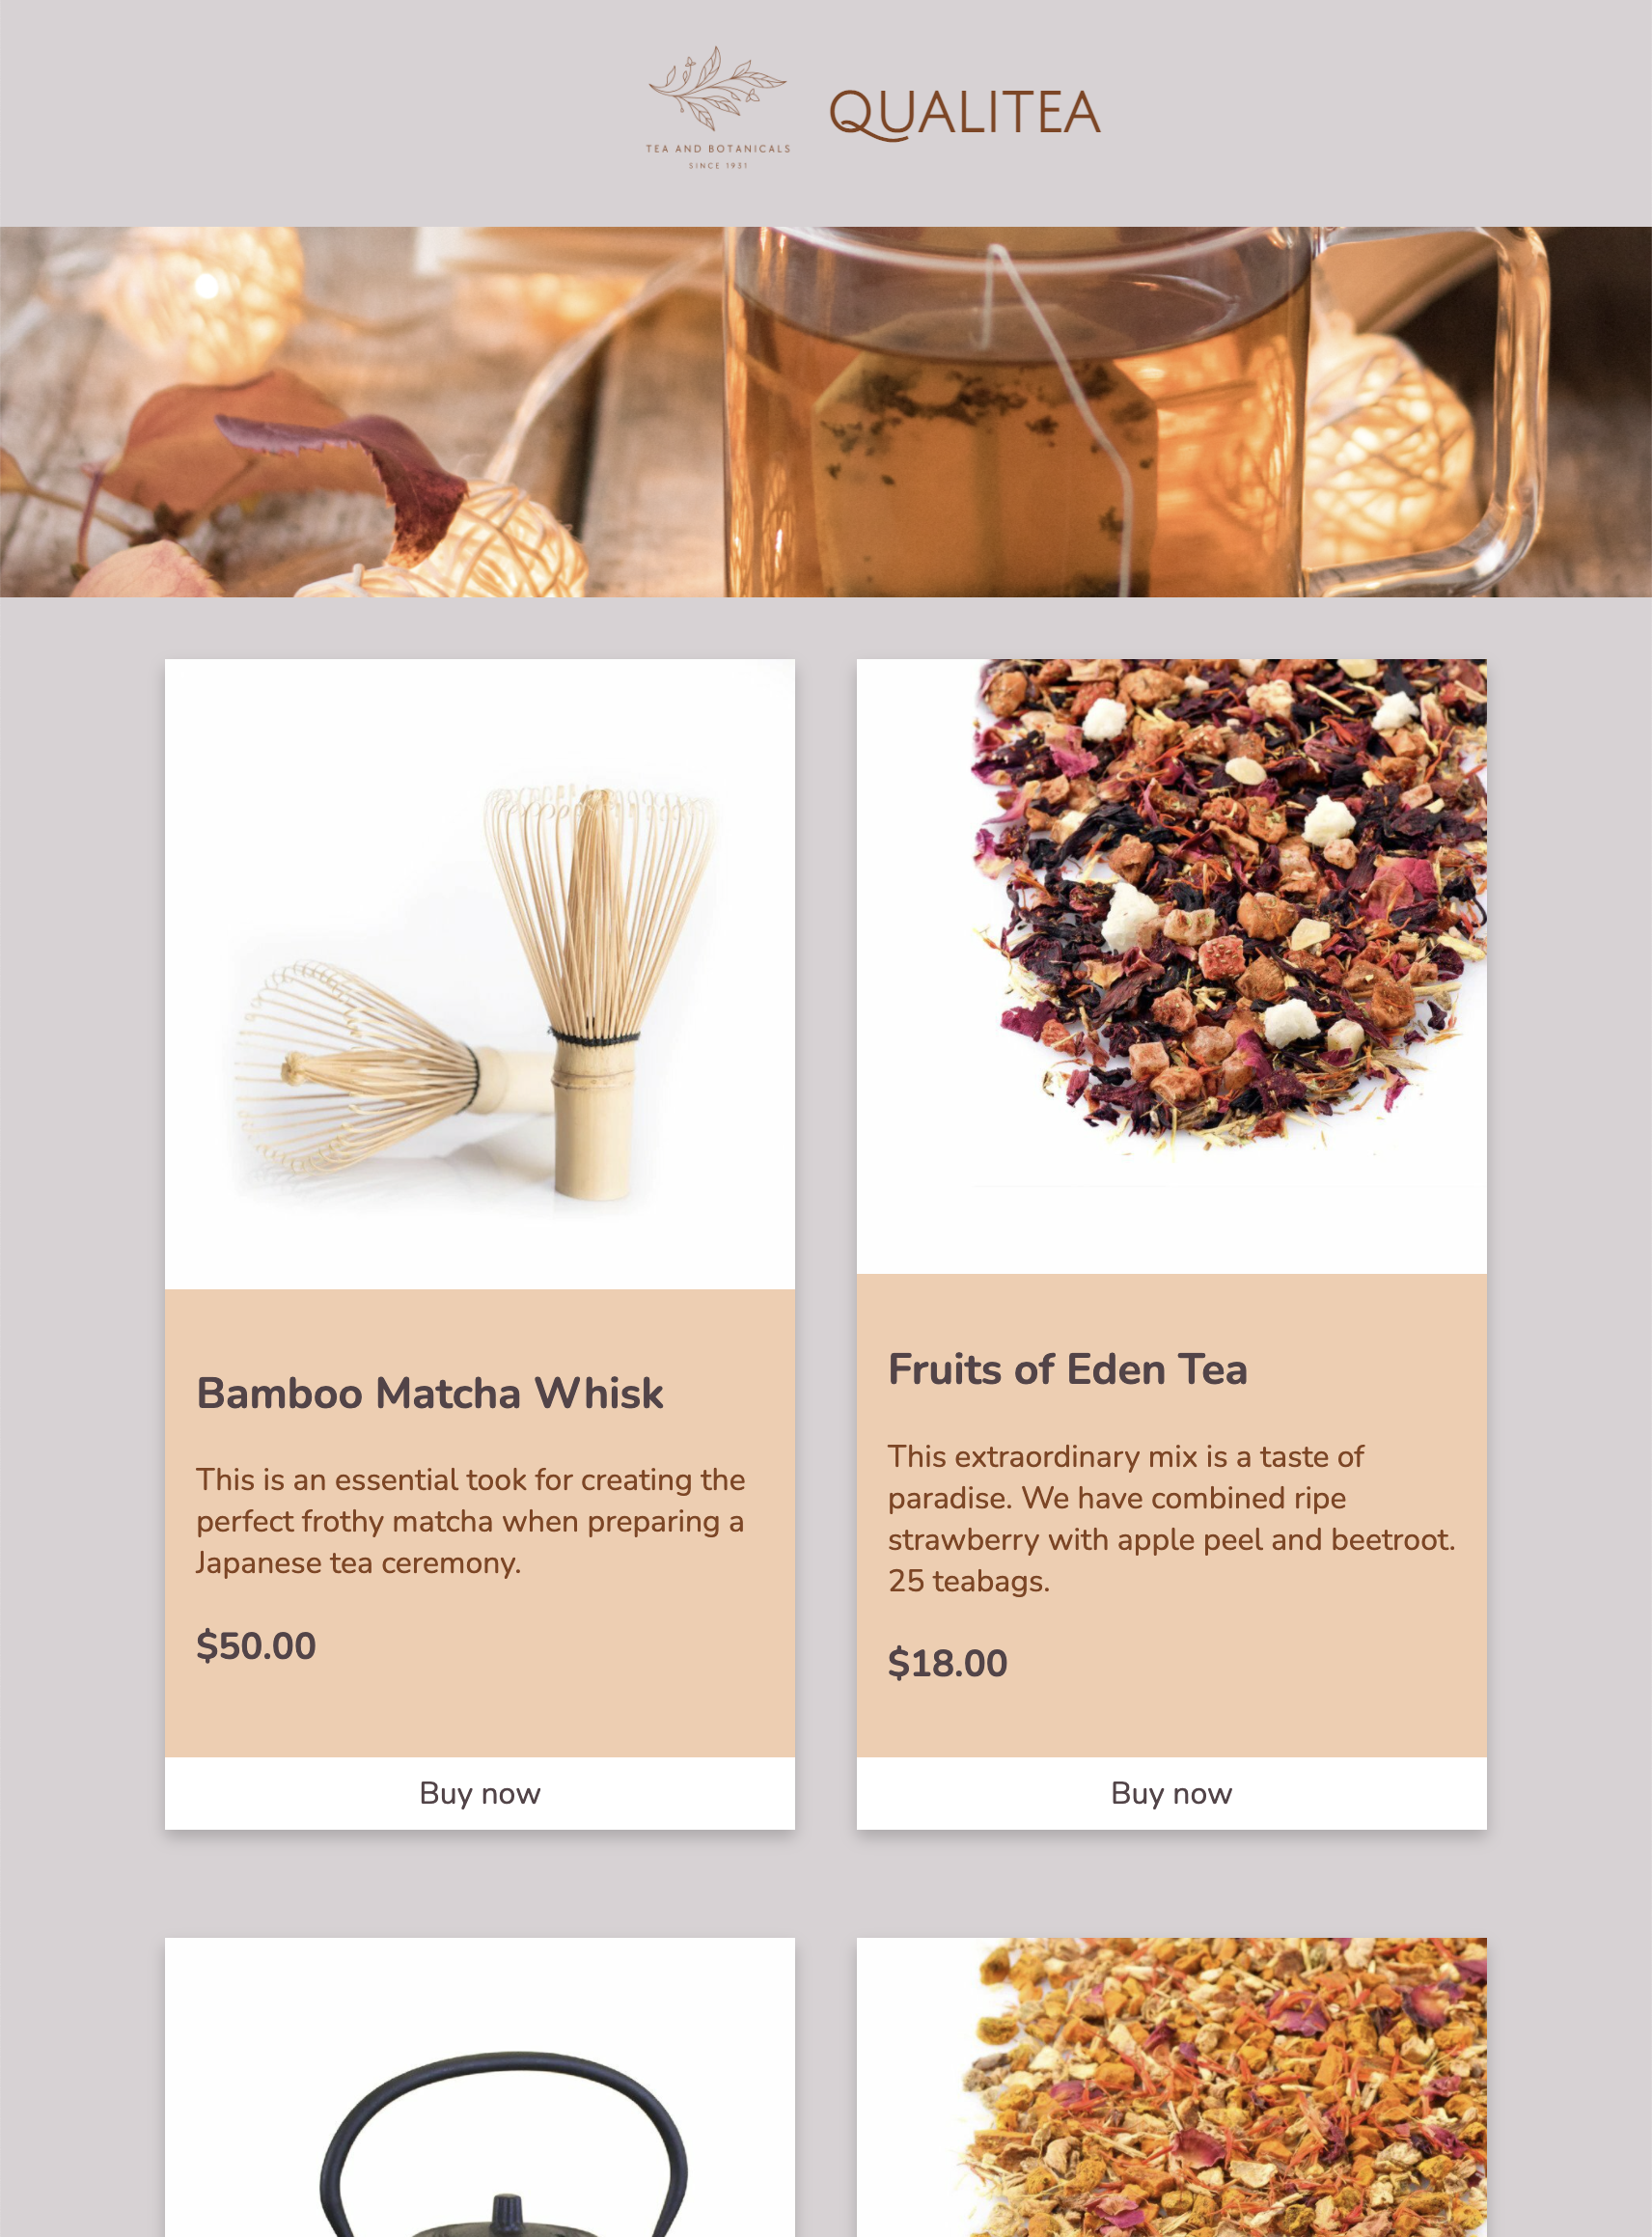 TEA AND BOTANICALS
SINCE 1931
QUALITEA
Bamboo Matcha Whisk
This is an essential took for creating the
perfect frothy matcha when preparing a
Japanese tea ceremony.
$50.00
Buy now
Fruits of Eden Tea
This extraordinary mix is a taste of
paradise. We have combined ripe
strawberry with apple peel and beetroot.
25 teabags.
$18.00
Buy now